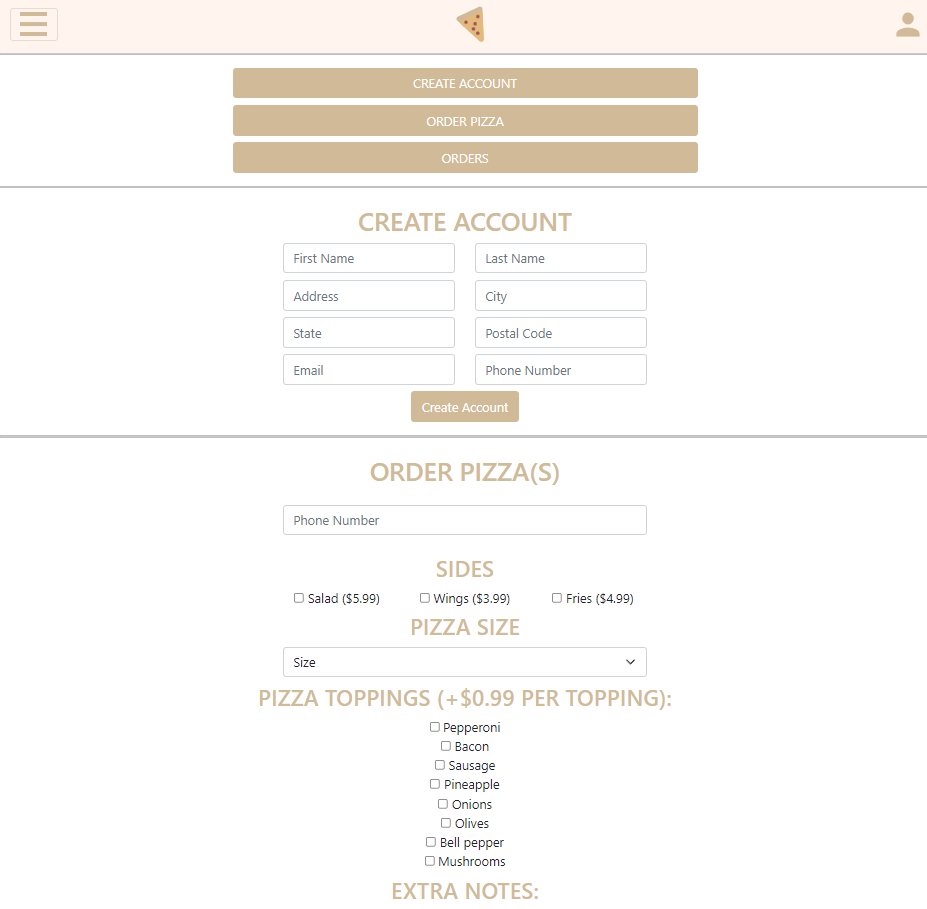 CREATE ACCOUNT
ORDER PIZZA
ORDERS
CREATE ACCOUNT
First Name Last Name
Address City
State Postal Code
Email Phone Number
Create Account
ORDER PIZZA(S)
Phone Number
SIDES
Salad ($5.99) Wings ($3.99) Fries ($4.99)
PIZZA SIZE
Size
PIZZA TOPPINGS (+$0.99 PER TOPPING):
Pepperoni
Bacon
Sausage
Pineapple
Onions
Olives
Bell pepper
Mushrooms
EXTRA NOTES: